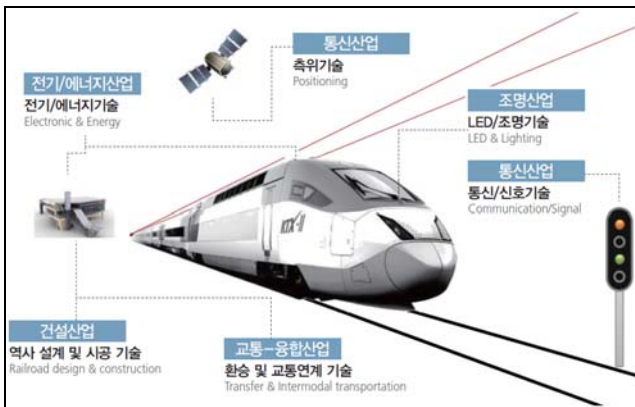 통신산업
측위기술
Positioning
전기/에너지산업
전기/에너지기술
Electronic & Energy
조명산업
LED/조명기술
LED & Lighting
통신산업
통신/신호기술
Communication/Signal
KTX-II
건설산업
역사 설계 및 시공 기술
Railroad design & construction
교통-융합산업
환승 및 교통연계 기술
Transfer & Intermodal transportation